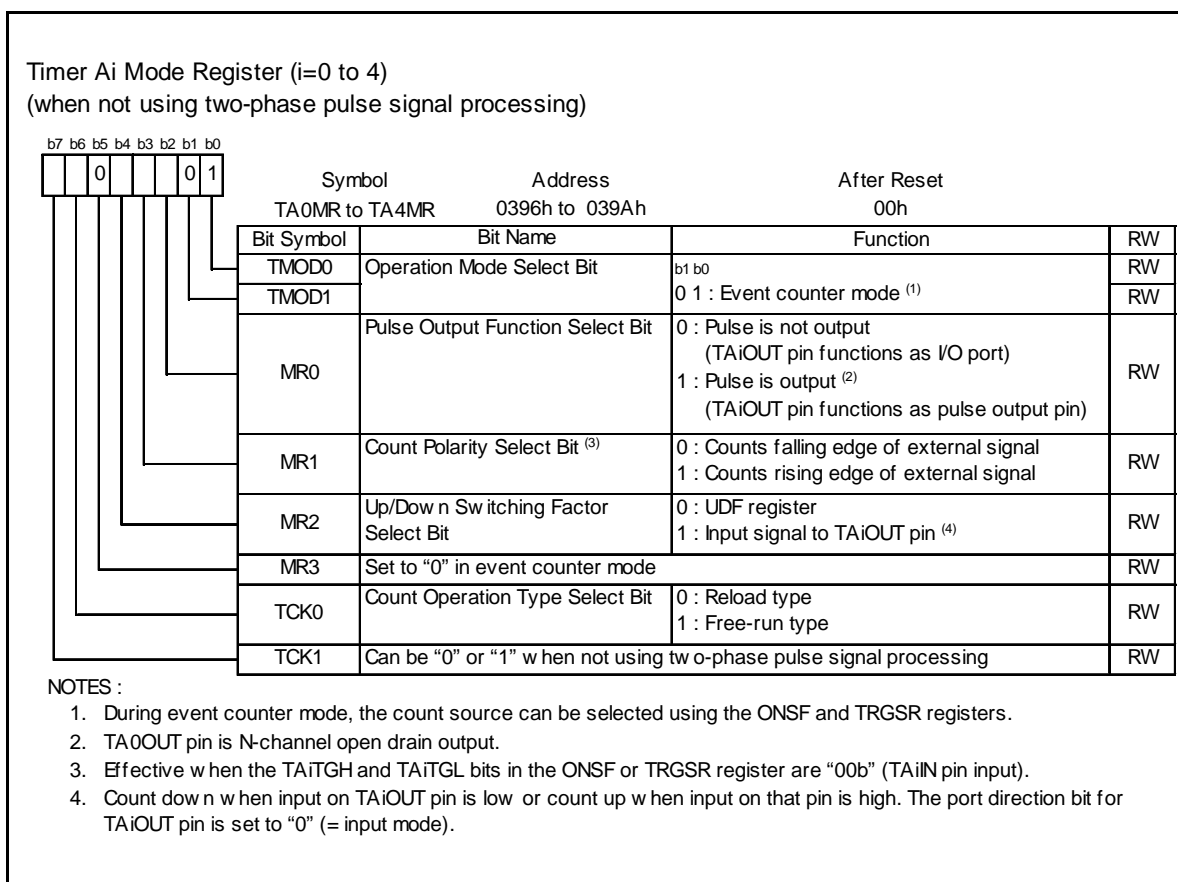 Timer Ai Mode Register (i=0 to 4)
(when not using two-phase pulse signal processing)
b7 b6 b5 b4 b3 b2 b1 b0
0 0 1
Symbol Address After Reset
TA0MR to TA4MR 0396h to 039Ah 00h
Bit Symbol Bit Name Function RW
TMOD0 Operation Mode Select Bit b1 b0 RW
TMOD1 0 1 : Event counter mode (1) RW
MR0 Pulse Output Function Select Bit 0 : Pulse is not output
(TAiOUT pin functions as I/O port)
1 : Pulse is output (2)
(TAiOUT pin functions as pulse output pin) RW
MR1 Count Polarity Select Bit (3) 0 : Counts falling edge of external signal
1 : Counts rising edge of external signal RW
MR2 Up/Down Switching Factor 0 : UDF register
Select Bit 1 : Input signal to TAiOUT pin (4) RW
MR3 Set to “0” in event counter mode RW
TCK0 Count Operation Type Select Bit 0 : Reload type
1 : Free-run type RW
TCK1 Can be “0” or “1” when not using two-phase pulse signal processing RW
NOTES :
1. During event counter mode, the count source can be selected using the ONSF and TRGSR registers.
2. TA0OUT pin is N-channel open drain output.
3. Effective when the TAiTGH and TAiTGL bits in the ONSF or TRGSR register are “00b” (TAiIN pin input).
4. Count down when input on TAiOUT pin is low or count up when input on that pin is high. The port direction bit for
TAiOUT pin is set to “0” (= input mode).